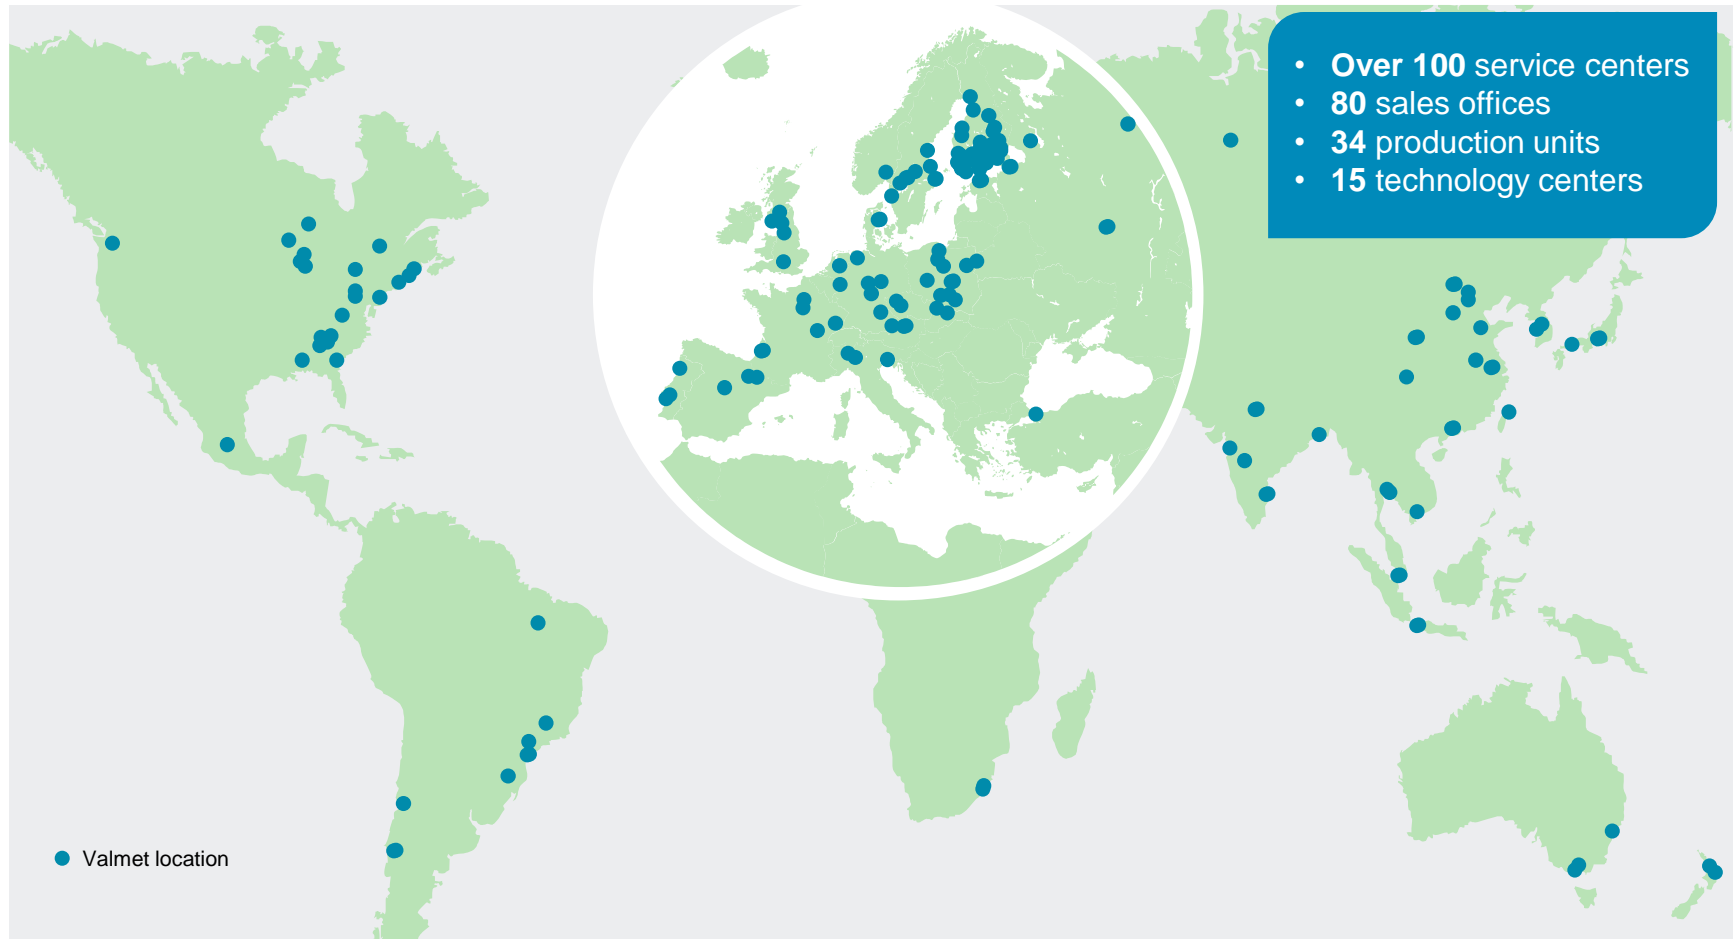 • Over 100 service centers
• 80 sales offices
• 34 production units
• 15 technology centers
Valmet location